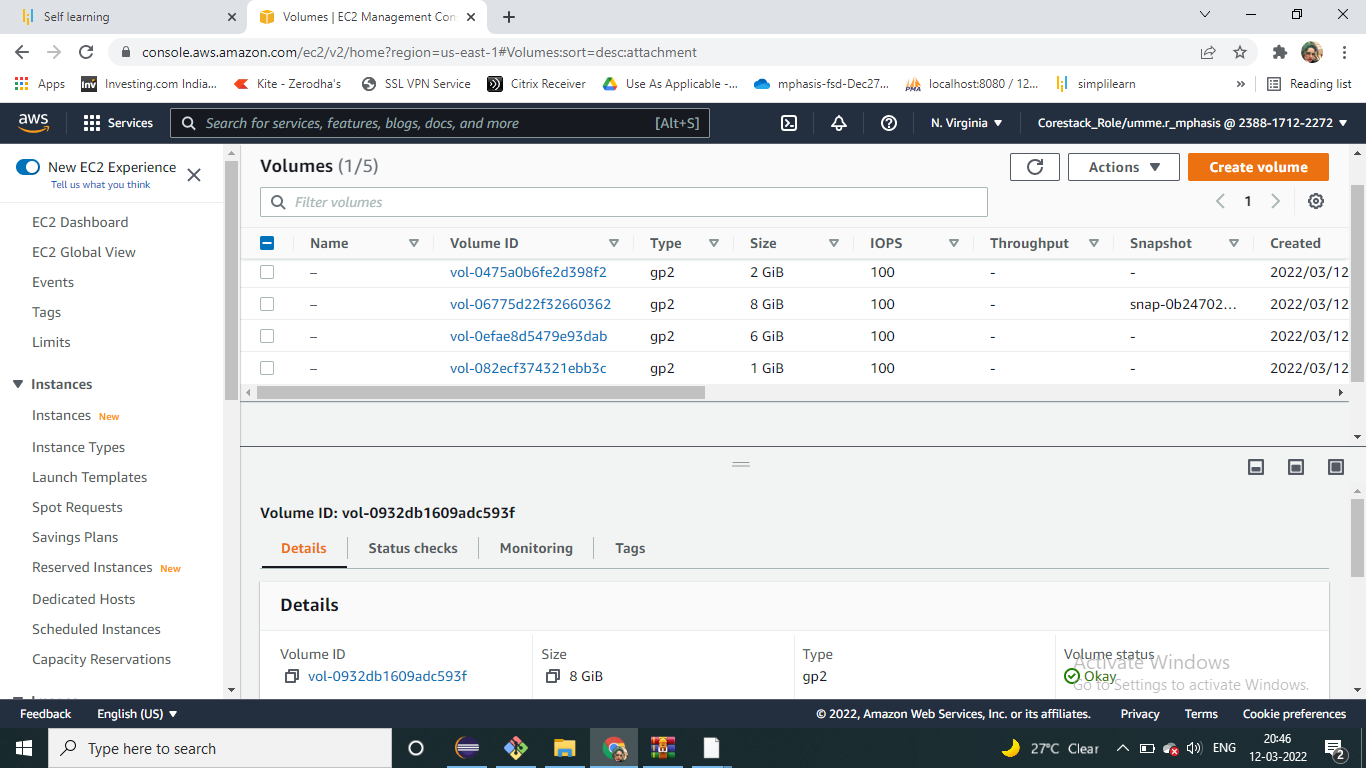 Self learning
Volumes | EC2 Management Con
console.aws.amazon.com/ec2/v2/home?region=us-east-1#Volumes:sort=desc:attachment
Apps Investing.com India... Kite - Zerodha's SSL VPN Service Citrix Receiver Use As Applicable -... mphasis-fsd-Dec27... localhost:8080 / 12... simplilearn » Reading list
aws Services Search for services, features, blogs, docs, and more [Alt+S] N. Virginia Corestack_Role/umme.r_mphasis @ 2388-1712-2272
New EC2 Experience
Tell us what you think
EC2 Dashboard
EC2 Global View
Events
Tags
Limits
Instances
Instances New
Instance Types
Launch Templates
Spot Requests
Savings Plans
Reserved Instances New
Dedicated Hosts
Scheduled Instances
Capacity Reservations
Volumes (1/5) Actions Create volume
Filter volumes 1
Name Volume ID Type Size IOPS Throughput Snapshot Created
– vol-0475a0b6fe2d398f2 gp2 2 GiB 100 - - 2022/03/12
– vol-06775d22f32660362 gp2 8 GiB 100 - snap-0b24702... 2022/03/12
– vol-0efae8d5479e93dab gp2 6 GiB 100 - - 2022/03/12
– vol-082ecf374321ebb3c gp2 1 GiB 100 - - 2022/03/12
Volume ID: vol-0932db1609adc593f
Details Status checks Monitoring Tags
Details
Volume ID Size Type Volume status
vol-0932db1609adc593f 8 GiB gp2 Okay
Activate Windows
Go to Settings to activate Windows.
Feedback English (US) © 2022, Amazon Web Services, Inc. or its affiliates. Privacy Terms Cookie preferences
Type here to search 27°C Clear ENG 20:46
12-03-2022 2